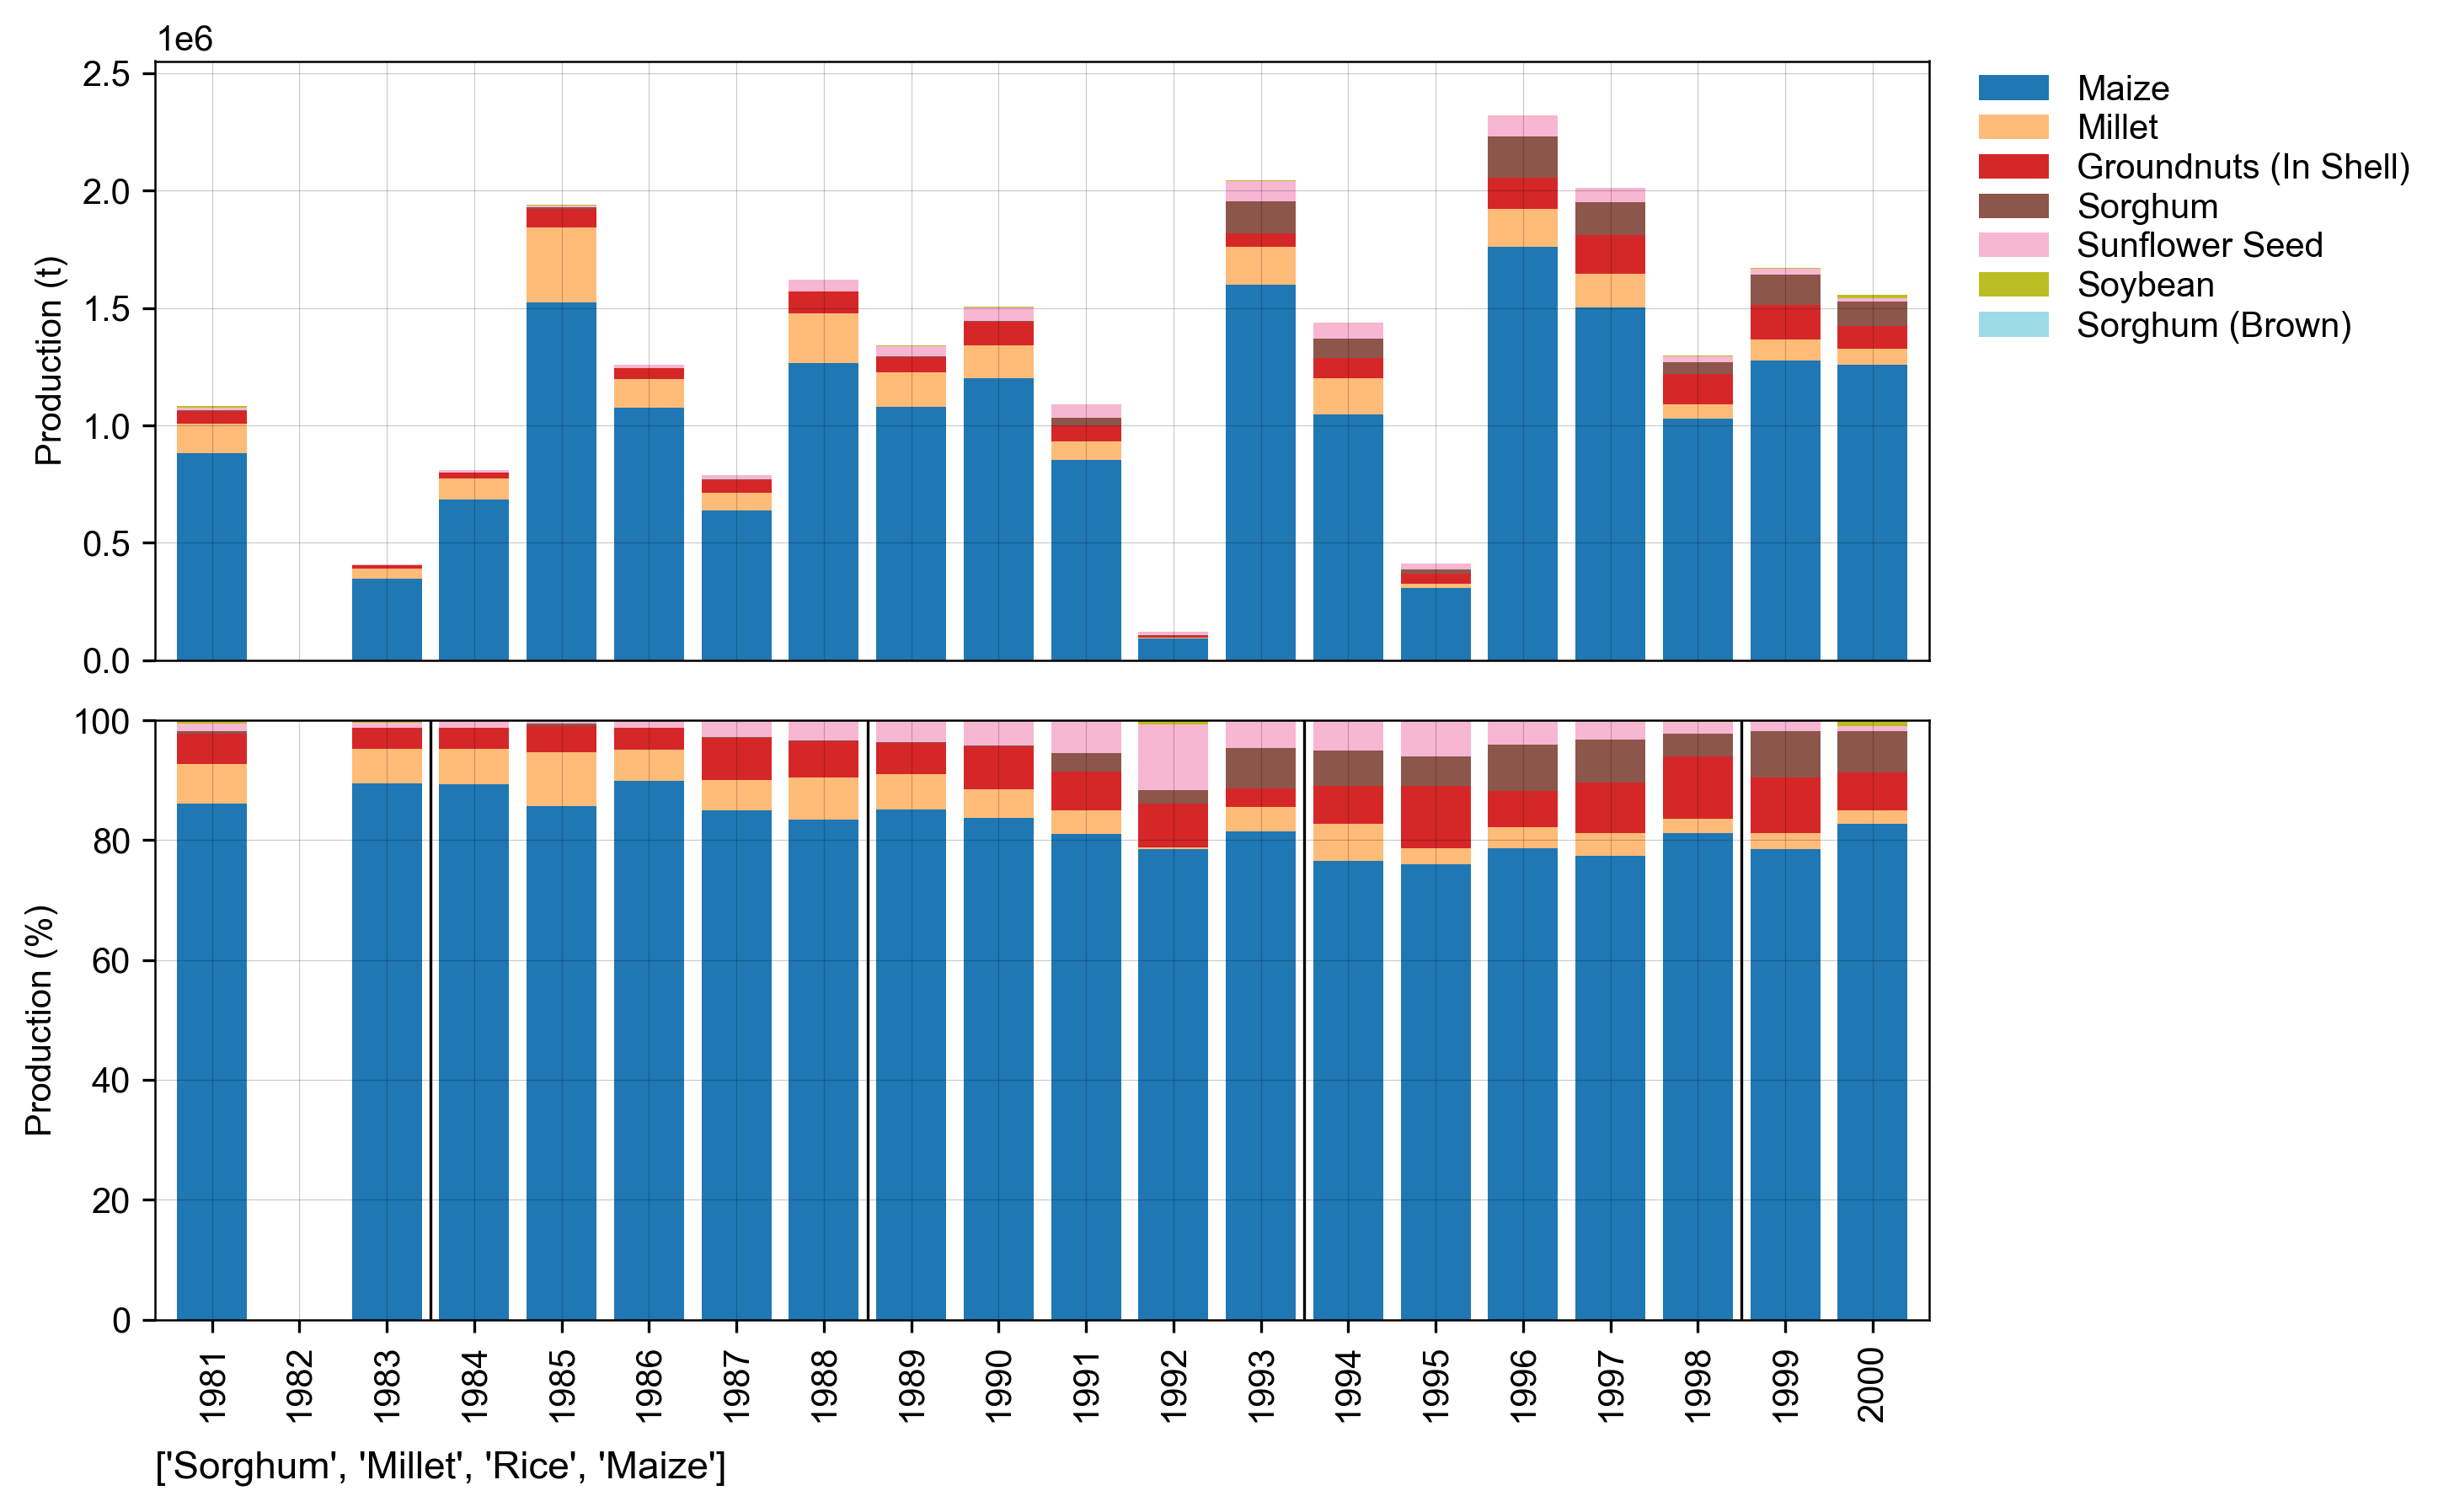 1e6
2.5
2.0
1.5
1.0
0.5
0.0
Production (t)
Maize
Millet
Groundnuts (In Shell)
Sorghum
Sunflower Seed
Soybean
Sorghum (Brown)
100
80
60
40
20
0
Production (%)
1981
1982
1983
1984
1985
1986
1987
1988
1989
1990
1991
1992
1993
1994
1995
1996
1997
1998
1999
2000
['Sorghum', 'Millet', 'Rice', 'Maize']